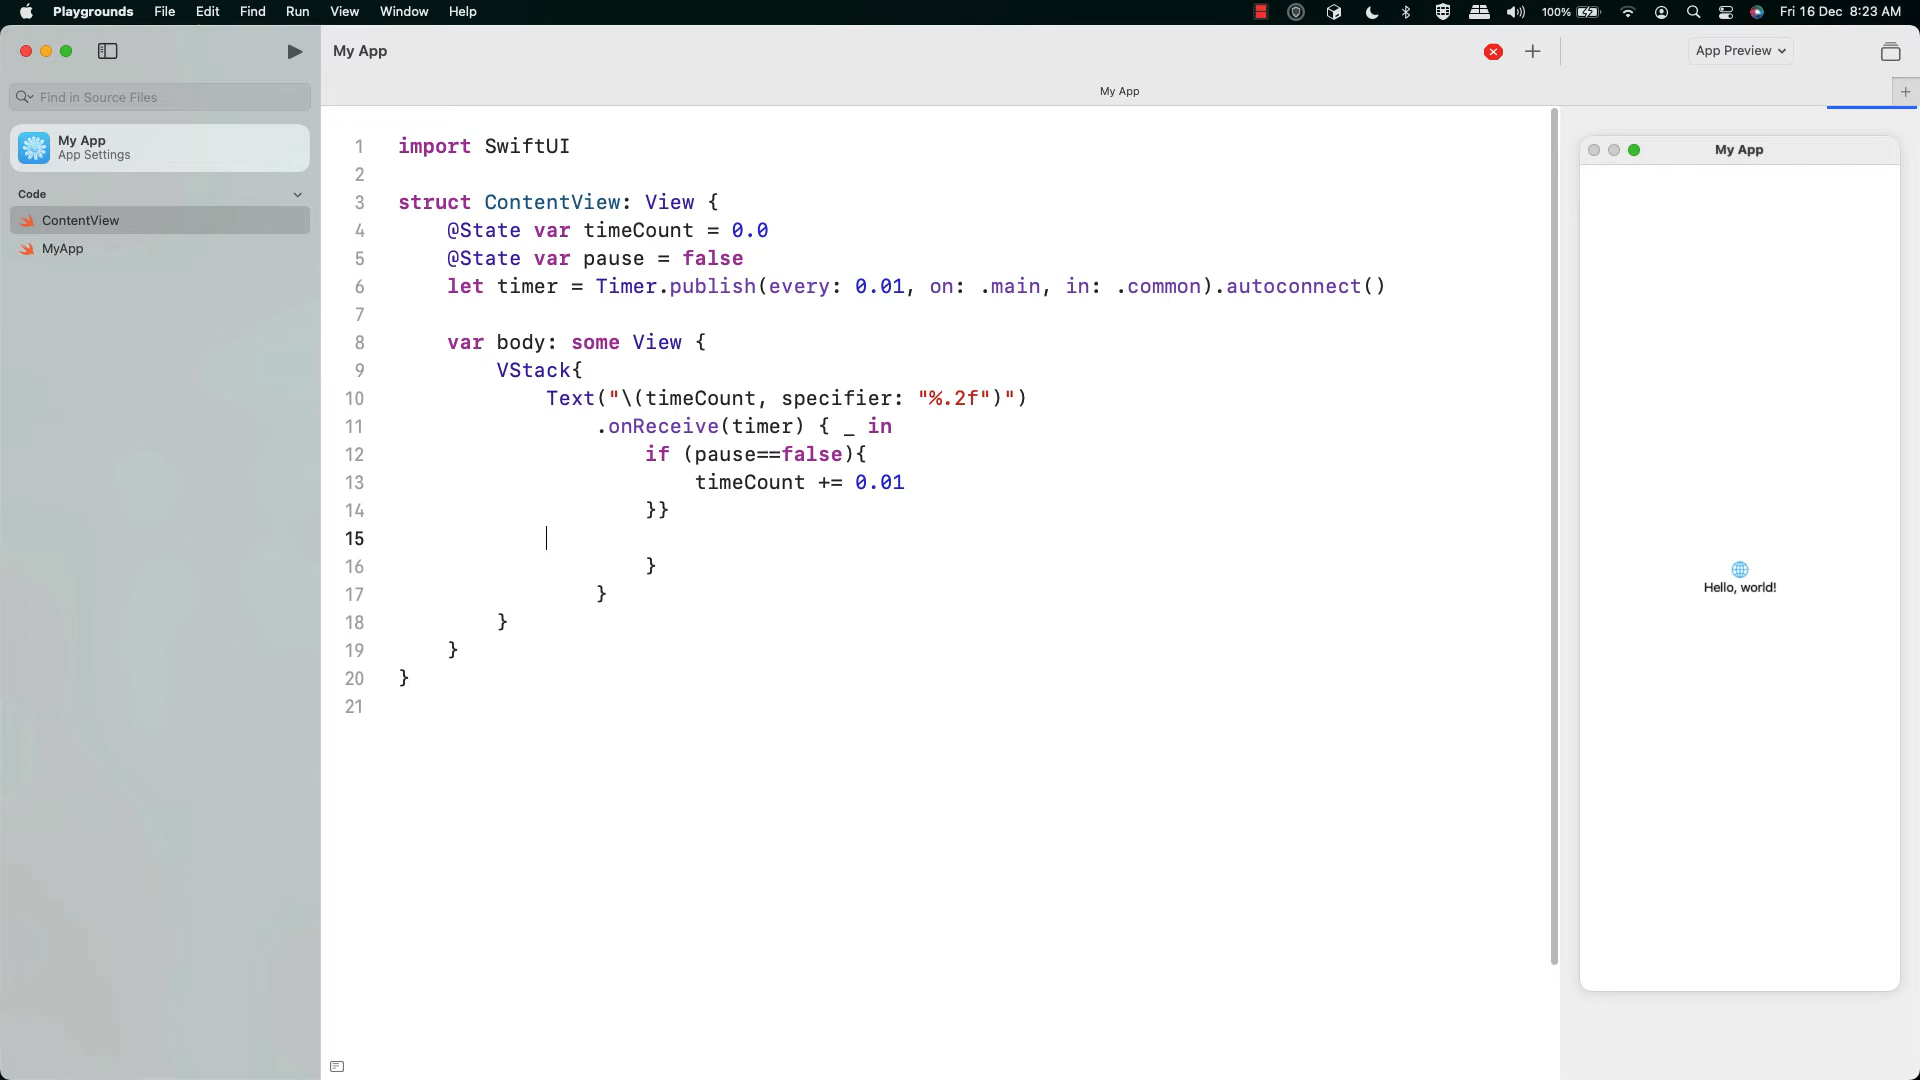 Playgrounds File Edit Find Run View Window Help 100% Fri 16 Dec 8:23 AM
My App App Preview
Find in Source Files
My App
My App
App Settings
Code
ContentView
MyApp
1 import SwiftUI
2
3 struct ContentView: View {
4 @State var timeCount = 0.0
5 @State var pause = false
6 let timer = Timer.publish(every: 0.01, on: .main, in: .common).autoconnect()
7
8 var body: some View {
9 VStack{
10 Text("\(timeCount, specifier: "%.2f")")
11 .onReceive(timer) { _ in
12 if (pause==false){
13 timeCount += 0.01
14 }}
15
16 }
17 }
18 }
19 }
20 }
21
My App
Hello, world!